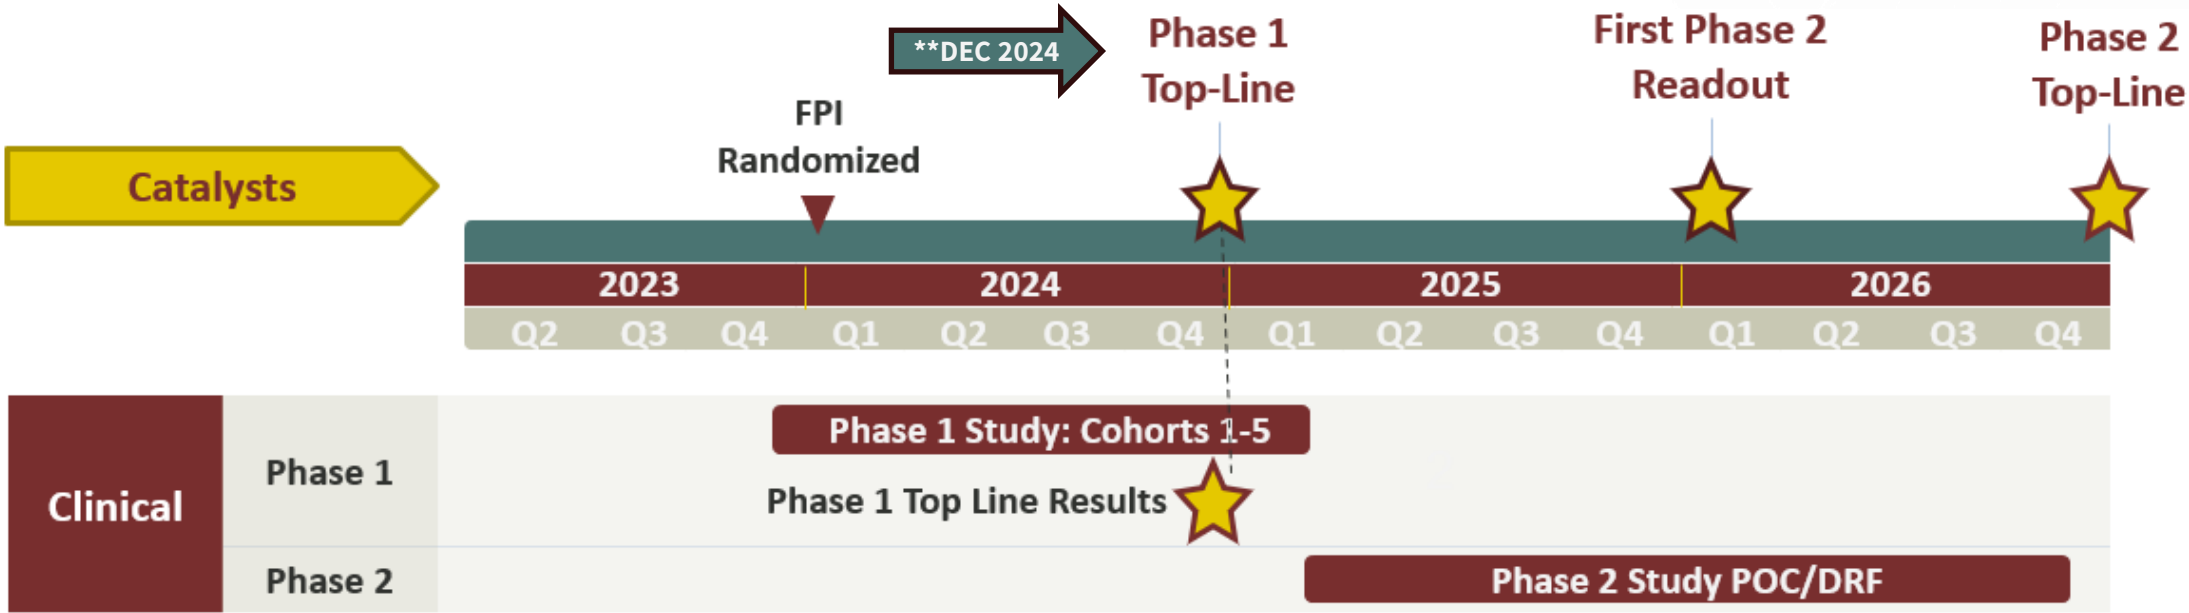 **DEC 2024
Phase 1
Top-Line
First Phase 2
Readout
Phase 2
Top-Line
FPI
Randomized
Catalysts
2023 2024 2025 2026
Q2 Q3 Q4 Q1 Q2 Q3 Q4 Q1 Q2 Q3 Q4 Q1 Q2 Q3 Q4
Clinical
Phase 1
Phase 1 Study: Cohorts 1-5
Phase 1 Top Line Results
Phase 2
Phase 2 Study POC/DRF